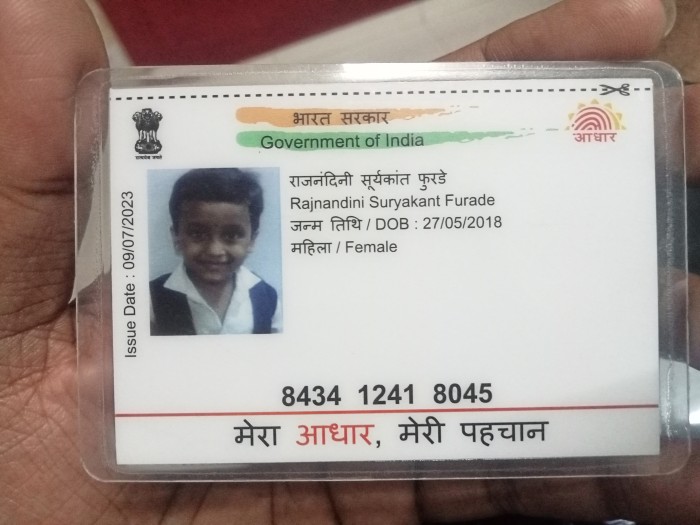 भारत सरकार
Government of India
आधार
Issue Date : 09/07/2023
राजनंदिनी सूर्यकांत फुरडे
Rajnandini Suryakant Furade
जन्म तिथि / DOB : 27/05/2018
महिला / Female
8434 1241 8045
मेरा आधार, मेरी पहचान